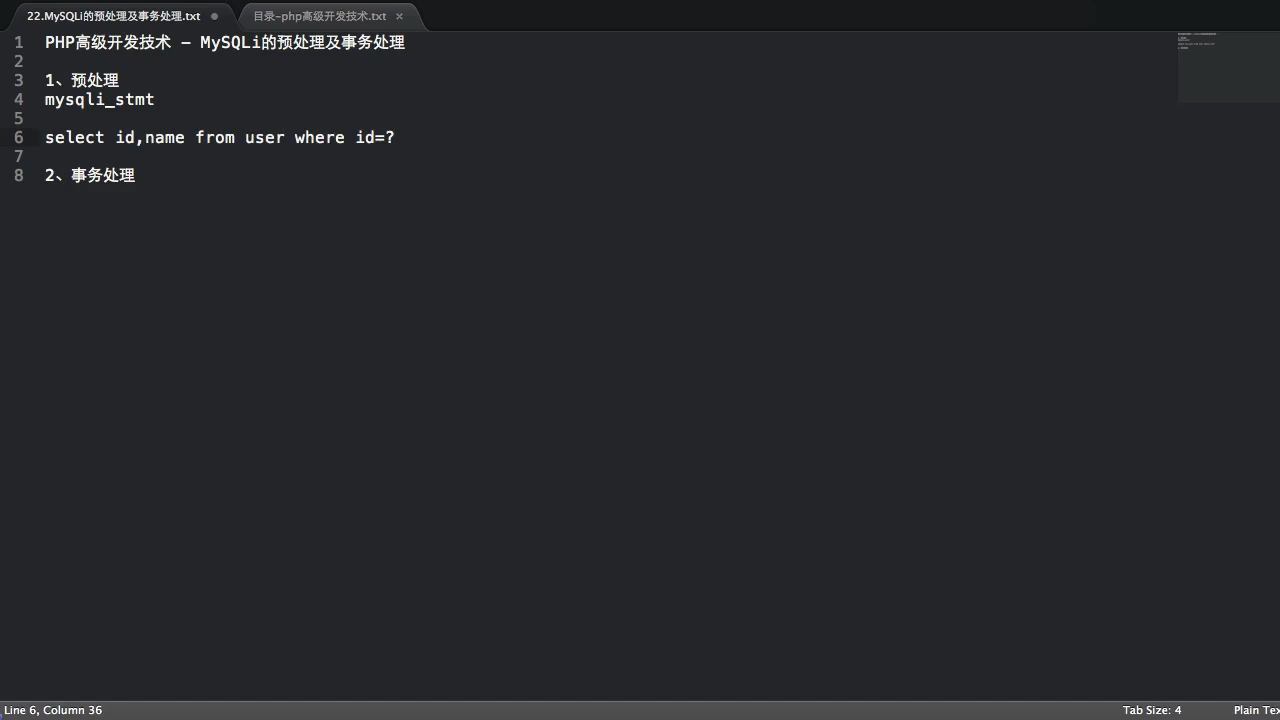 22.MySQLi的预处理及事务处理.txt
目录-php高级开发技术.txt
1 PHP高级开发技术 - MySQLi的预处理及事务处理
2
3 1、预处理
4 mysqli_stmt
5
6 select id,name from user where id=?
7
8 2、事务处理
Line 6, Column 36
Tab Size: 4
Plain Tex